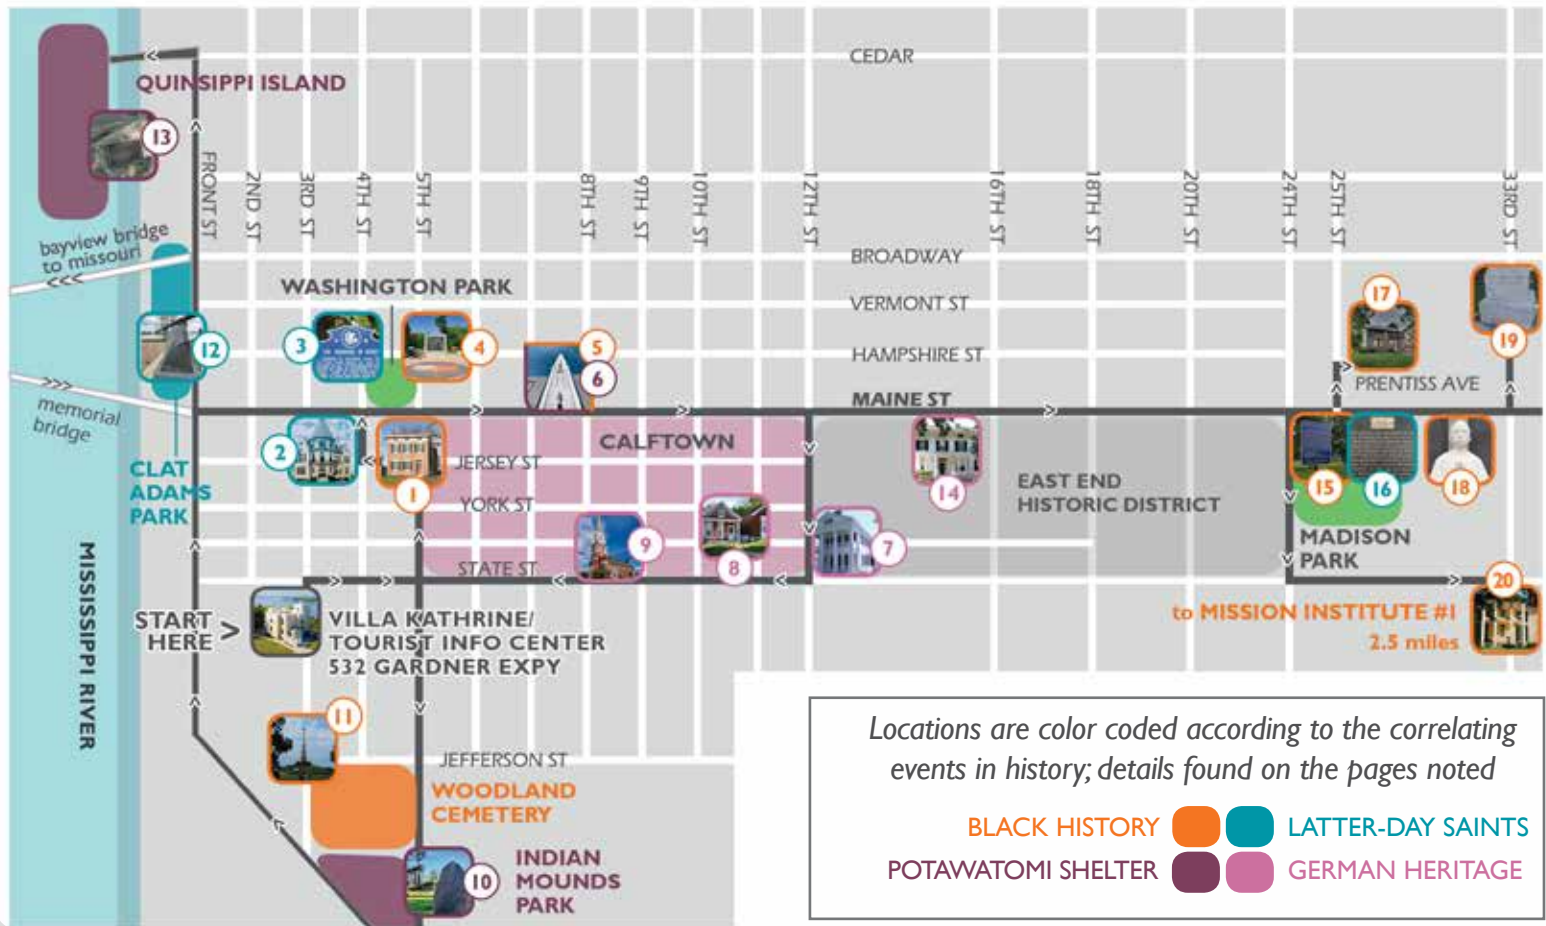 CEDAR
QUINSIPPI ISLAND
13
FRONT ST
2ND ST
3RD ST
4TH ST
5TH ST
8TH ST
9TH ST
10TH ST
12TH ST
16TH ST
18TH ST
20TH ST
24TH ST
25TH ST
33RD ST
bayview bridge
to missouri
<<<
BROADWAY
WASHINGTON PARK
VERMONT ST
17
12
3
4
5
6
19
HAMPSHIRE ST
PRENTISS AVE
>>>
memorial
bridge
MAINE ST
CALFTOWN
2
1
JERSEY ST
CLAT
ADAMS
PARK
YORK ST
14
EAST END
HISTORIC DISTRICT
15
16
18
9
8
7
MADISON
PARK
STATE ST
MISSISSIPPI RIVER
START
HERE >
VILLA KATHRINE/
TOURIST INFO CENTER
532 GARDNER EXPY
20
to MISSION INSTITUTE #1
2.5 miles
11
JEFFERSON ST
WOODLAND
CEMETERY
10
INDIAN
MOUNDS
PARK
Locations are color coded according to the correlating
events in history; details found on the pages noted
BLACK HISTORY
LATTER-DAY SAINTS
POTAWATOMI SHELTER
GERMAN HERITAGE